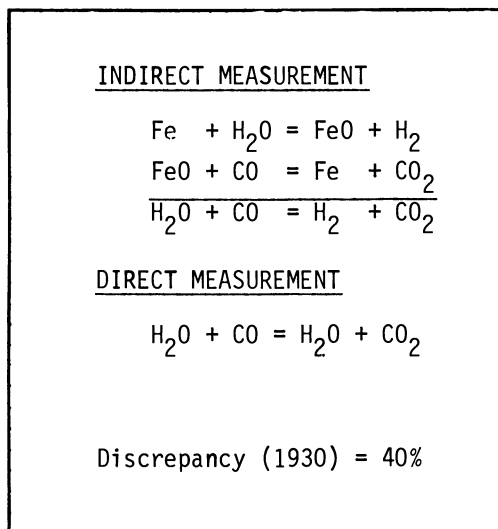 INDIRECT MEASUREMENT
Fe + H₂O = FeO + H₂
FeO + CO = Fe + CO₂
H₂O + CO = H₂ + CO₂
DIRECT MEASUREMENT
H₂O + CO = H₂O + CO₂
Discrepancy (1930) = 40%